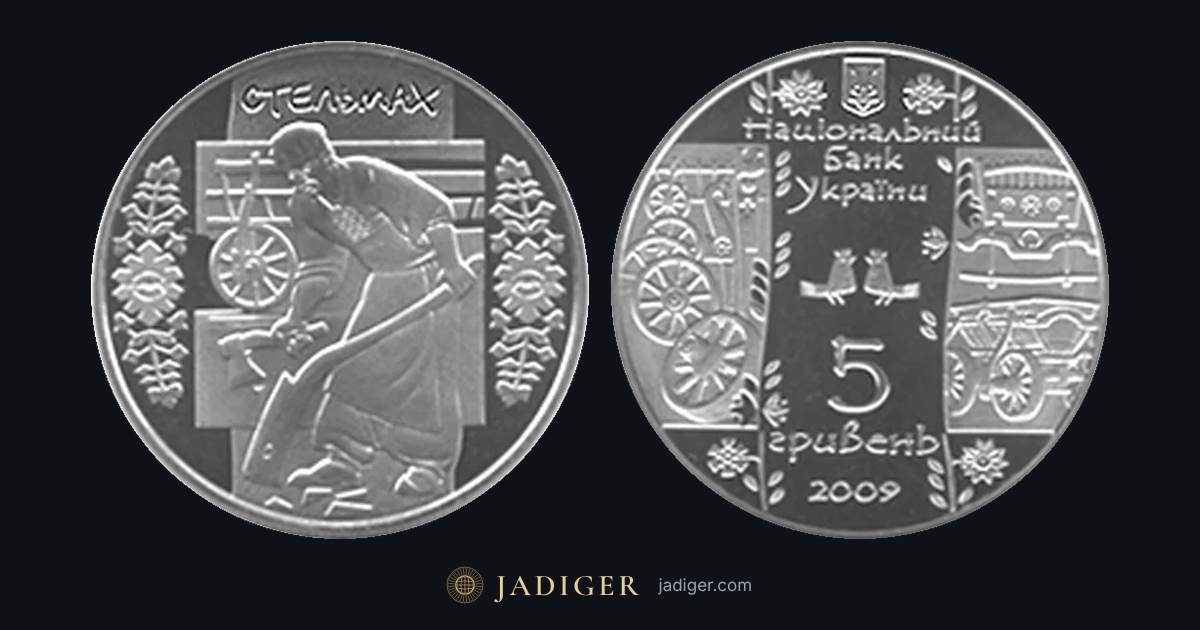 СТЕЛЬМАХ
Національний
банк
України
5
гривень
2009
JADIGER jadiger.com